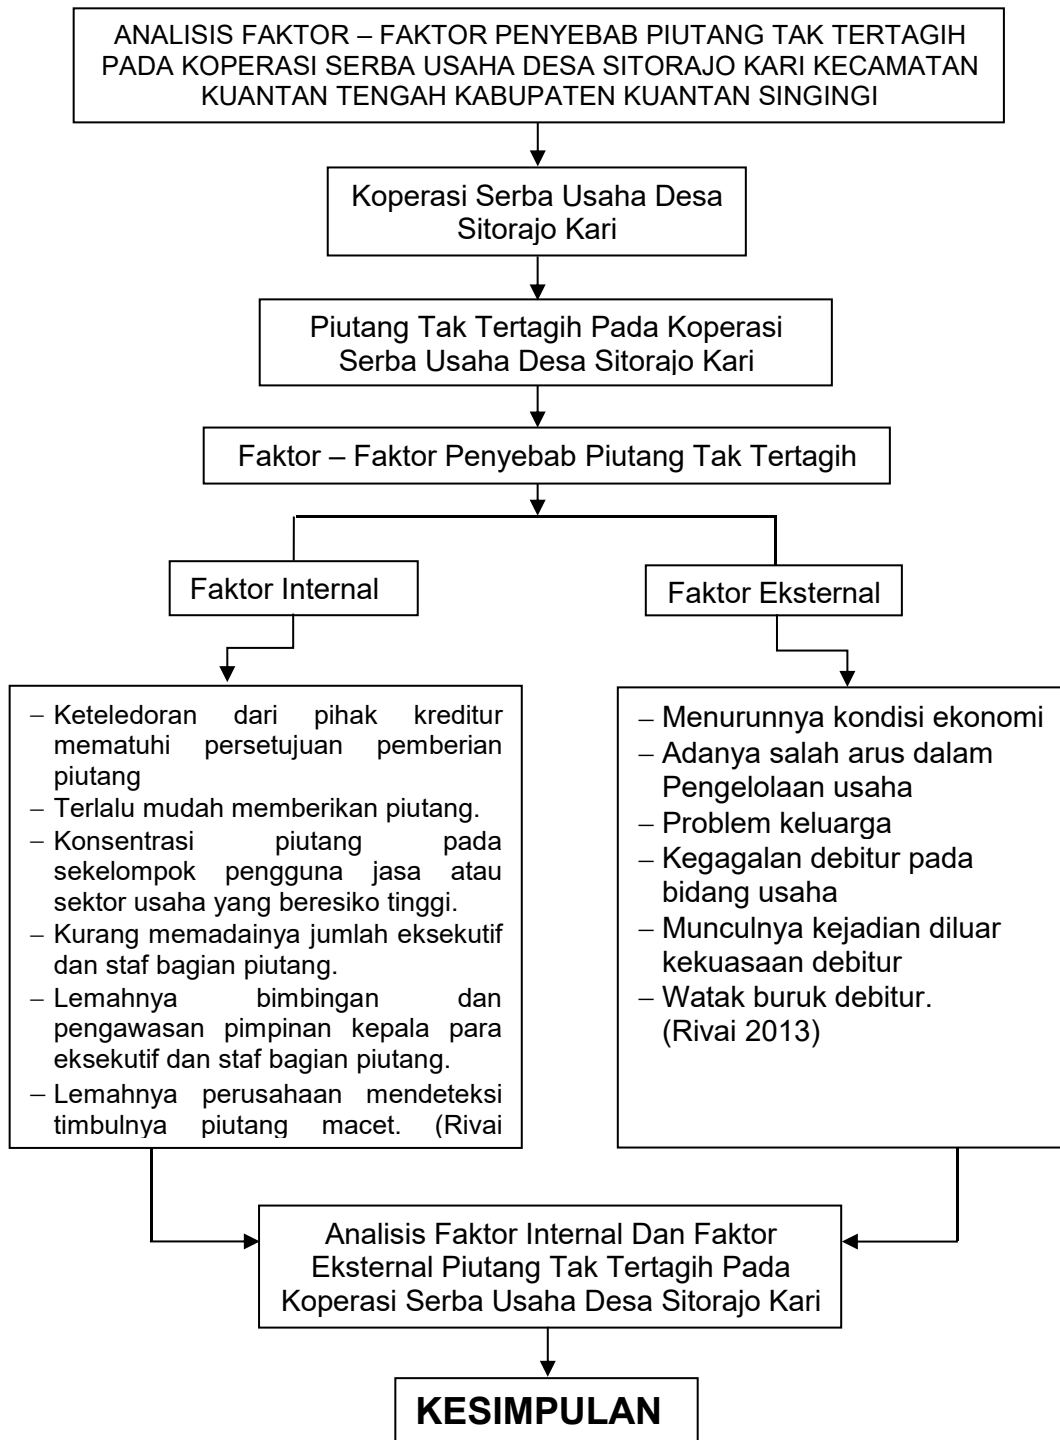 ANALISIS FAKTOR – FAKTOR PENYEBAB PIUTANG TAK TERTAGIH
PADA KOPERASI SERBA USAHA DESA SITORAJO KARI KECAMATAN
KUANTAN TENGAH KABUPATEN KUANTAN SINGINGI
Koperasi Serba Usaha Desa
Sitorajo Kari
Piutang Tak Tertagih Pada Koperasi
Serba Usaha Desa Sitorajo Kari
Faktor – Faktor Penyebab Piutang Tak Tertagih
Faktor Internal
Faktor Eksternal
– Keteledoran dari pihak kreditur
mematuhi persetujuan pemberian
piutang
– Terlalu mudah memberikan piutang.
– Konsentrasi piutang pada
sekelompok pengguna jasa atau
sektor usaha yang beresiko tinggi.
– Kurang memadainya jumlah eksekutif
dan staf bagian piutang.
– Lemahnya bimbingan dan
pengawasan pimpinan kepala para
eksekutif dan staf bagian piutang.
– Lemahnya perusahaan mendeteksi
timbulnya piutang macet. (Rivai
– Menurunnya kondisi ekonomi
– Adanya salah arus dalam
Pengelolaan usaha
– Problem keluarga
– Kegagalan debitur pada
bidang usaha
– Munculnya kejadian diluar
kekuasaan debitur
– Watak buruk debitur.
(Rivai 2013)
Analisis Faktor Internal Dan Faktor
Eksternal Piutang Tak Tertagih Pada
Koperasi Serba Usaha Desa Sitorajo Kari
KESIMPULAN